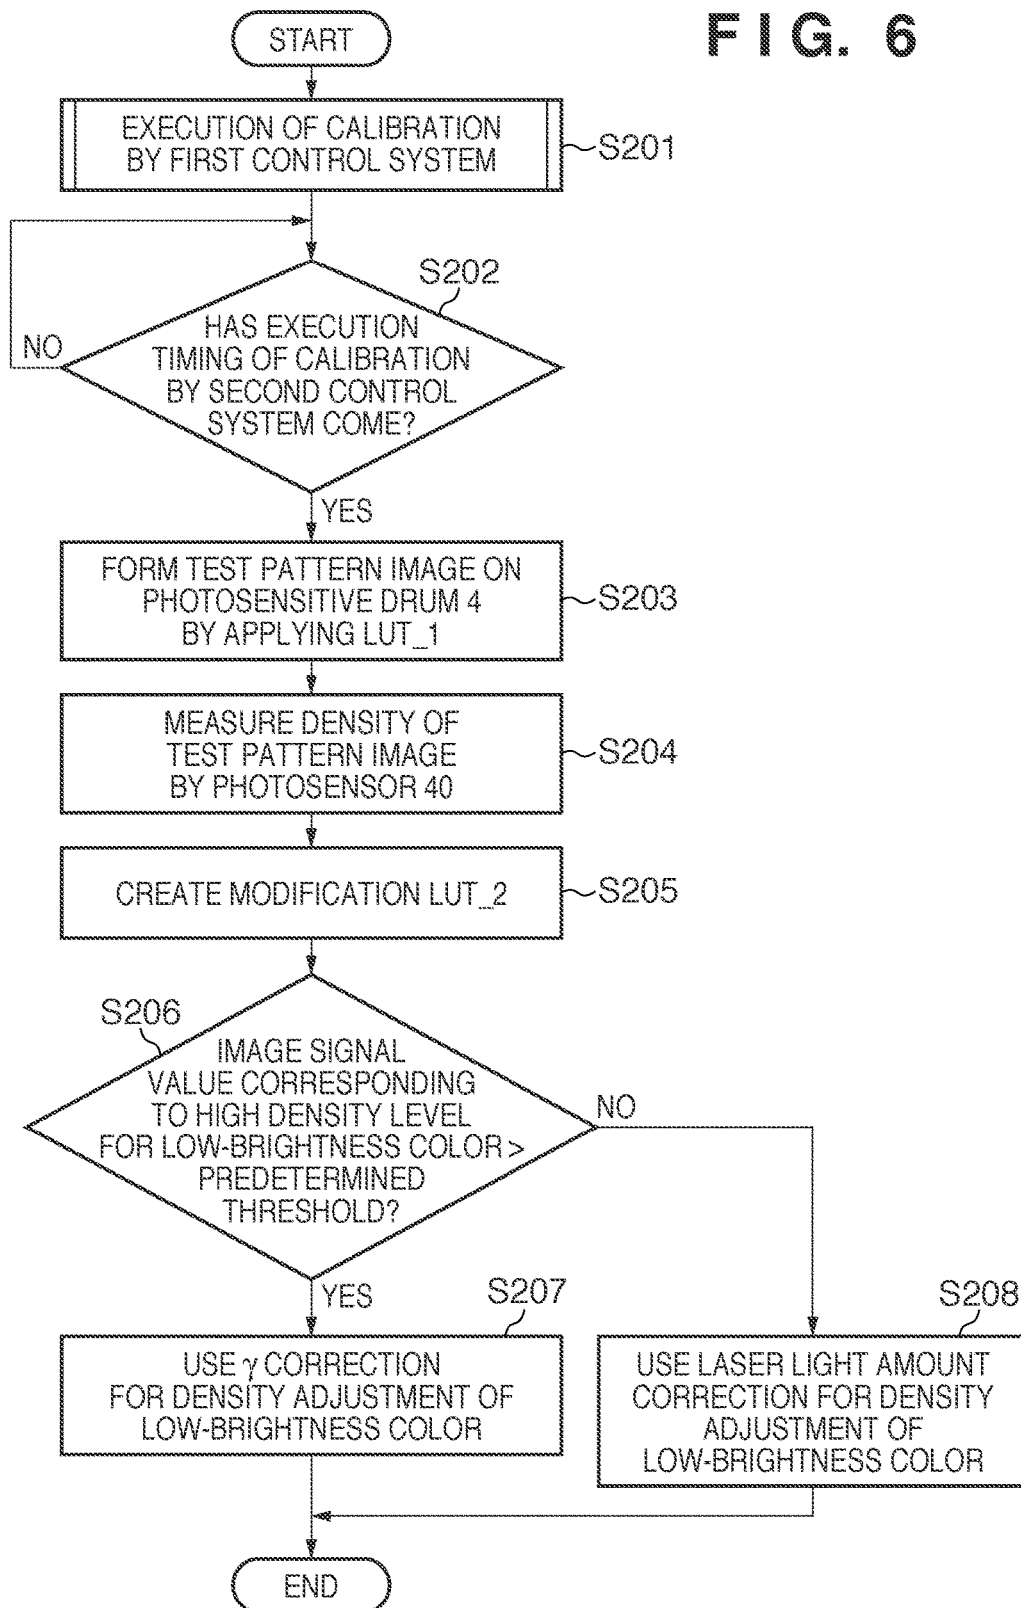 FIG. 6
START
EXECUTION OF CALIBRATION
BY FIRST CONTROL SYSTEM
S201
S202
HAS EXECUTION
TIMING OF CALIBRATION
BY SECOND CONTROL
SYSTEM COME?
NO
YES
FORM TEST PATTERN IMAGE ON
PHOTOSENSITIVE DRUM 4
BY APPLYING LUT_1
S203
MEASURE DENSITY OF
TEST PATTERN IMAGE
BY PHOTOSENSOR 40
S204
CREATE MODIFICATION LUT_2
S205
S206
IMAGE SIGNAL
VALUE CORRESPONDING
TO HIGH DENSITY LEVEL
FOR LOW-BRIGHTNESS COLOR >
PREDETERMINED
THRESHOLD?
NO
YES
S207
USE γ CORRECTION
FOR DENSITY ADJUSTMENT OF
LOW-BRIGHTNESS COLOR
S208
USE LASER LIGHT AMOUNT
CORRECTION FOR DENSITY
ADJUSTMENT OF
LOW-BRIGHTNESS COLOR
END